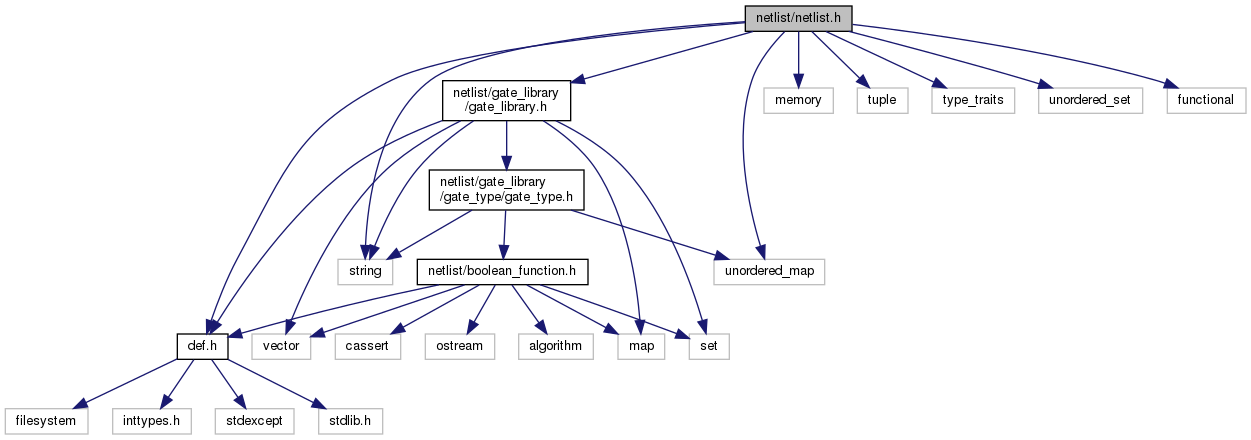 netlist/netlist.h
netlist/gate_library
/gate_library.h
memory
tuple
type_traits
unordered_set
functional
netlist/gate_library
/gate_type/gate_type.h
string
netlist/boolean_function.h
unordered_map
def.h
vector
cassert
ostream
algorithm
map
set
filesystem
inttypes.h
stdexcept
stdlib.h